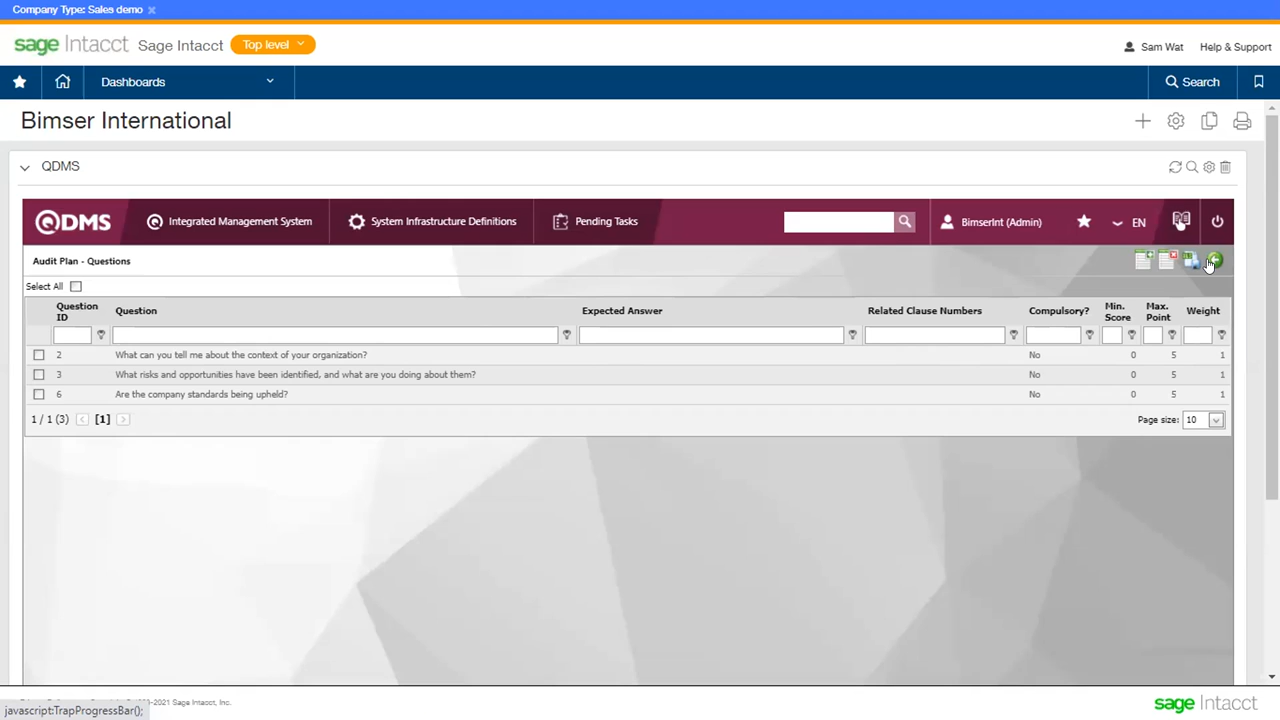 Company Type: Sales demo
sage Intacct Sage Intacct Top level
Sam Wat Help & Support
Dashboards Search
Bimser International
QDMS
QDMS Integrated Management System System Infrastructure Definitions Pending Tasks BimserInt (Admin) EN
Audit Plan - Questions
Select All
Question ID Question Expected Answer Related Clause Numbers Compulsory? Min. Score Max. Point Weight
2 What can you tell me about the context of your organization? No 0 5 1
3 What risks and opportunities have been identified, and what are you doing about them? No 0 5 1
6 Are the company standards being upheld? No 0 5 1
1 / 1 (3) [1] Page size: 10
-2021 Sage Intacct, Inc. sage Intacct
javascript:TrapProgressBar();